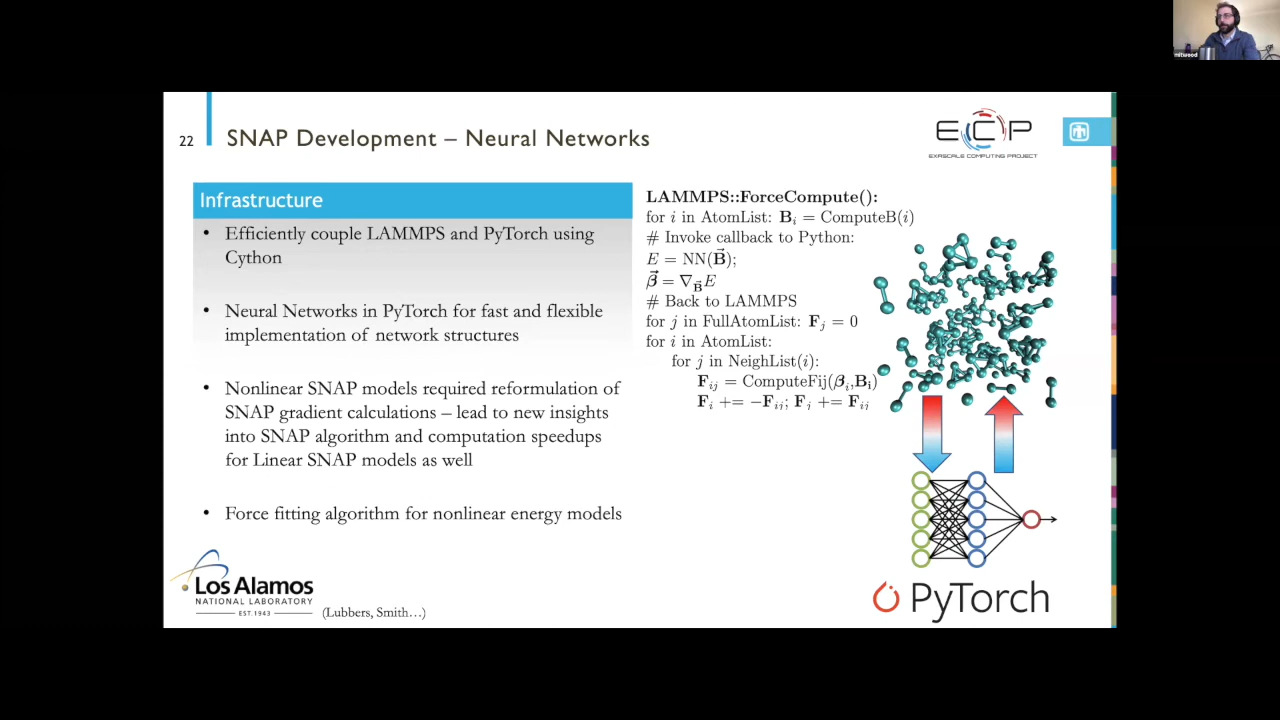 mitwood
22
SNAP Development – Neural Networks
ECP
EXASCALE COMPUTING PROJECT
Infrastructure
• Efficiently couple LAMMPS and PyTorch using
Cython
• Neural Networks in PyTorch for fast and flexible
implementation of network structures
• Nonlinear SNAP models required reformulation of
SNAP gradient calculations – lead to new insights
into SNAP algorithm and computation speedups
for Linear SNAP models as well
• Force fitting algorithm for nonlinear energy models
LAMMPS::ForceCompute():
for i in AtomList: Bᵢ = ComputeB(i)
# Invoke callback to Python:
E = NN(B⃗);
β⃗ = ∇_B⃗ E
# Back to LAMMPS
for j in FullAtomList: Fⱼ = 0
for i in AtomList:
for j in NeighList(i):
Fᵢⱼ = ComputeFij(βᵢ,Bᵢ)
Fᵢ += −Fᵢⱼ; Fⱼ += Fᵢⱼ
Los Alamos
NATIONAL LABORATORY
EST.1943
(Lubbers, Smith…)
PyTorch